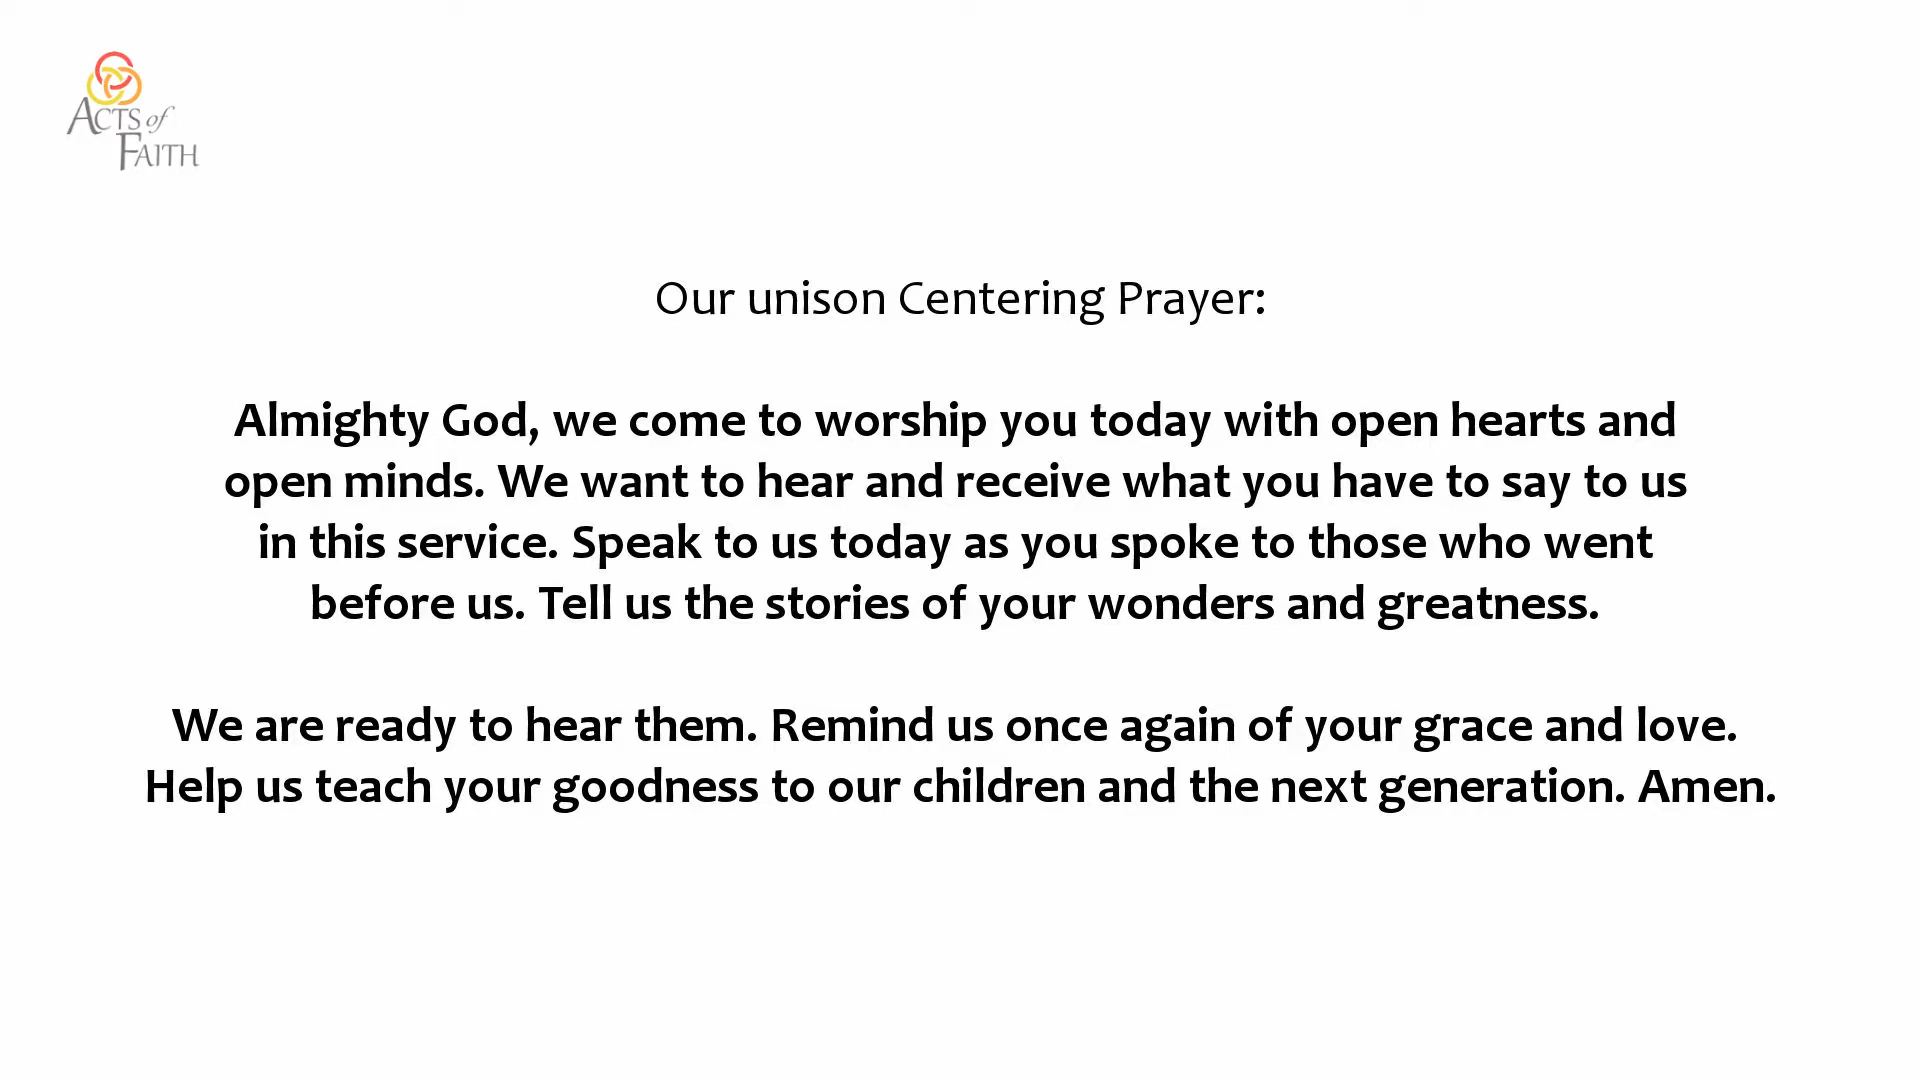 Acts of
Faith
Our unison Centering Prayer:
Almighty God, we come to worship you today with open hearts and
open minds. We want to hear and receive what you have to say to us
in this service. Speak to us today as you spoke to those who went
before us. Tell us the stories of your wonders and greatness.
We are ready to hear them. Remind us once again of your grace and love.
Help us teach your goodness to our children and the next generation. Amen.